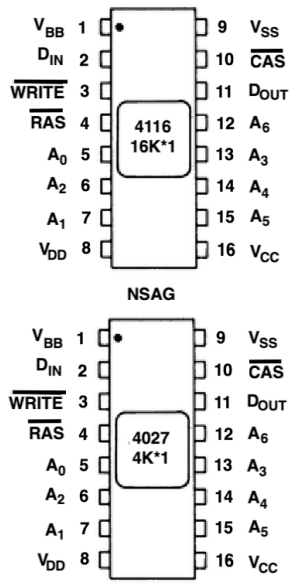 VBB 1 9 VSS
DIN 2 10 CAS
WRITE 3 11 DOUT
RAS 4 12 A6
A0 5 13 A3
A2 6 14 A4
A1 7 15 A5
VDD 8 16 VCC
4116
16K*1
NSAG
VBB 1 9 VSS
DIN 2 10 CAS
WRITE 3 11 DOUT
RAS 4 12 A6
A0 5 13 A3
A2 6 14 A4
A1 7 15 A5
VDD 8 16 VCC
4027
4K*1